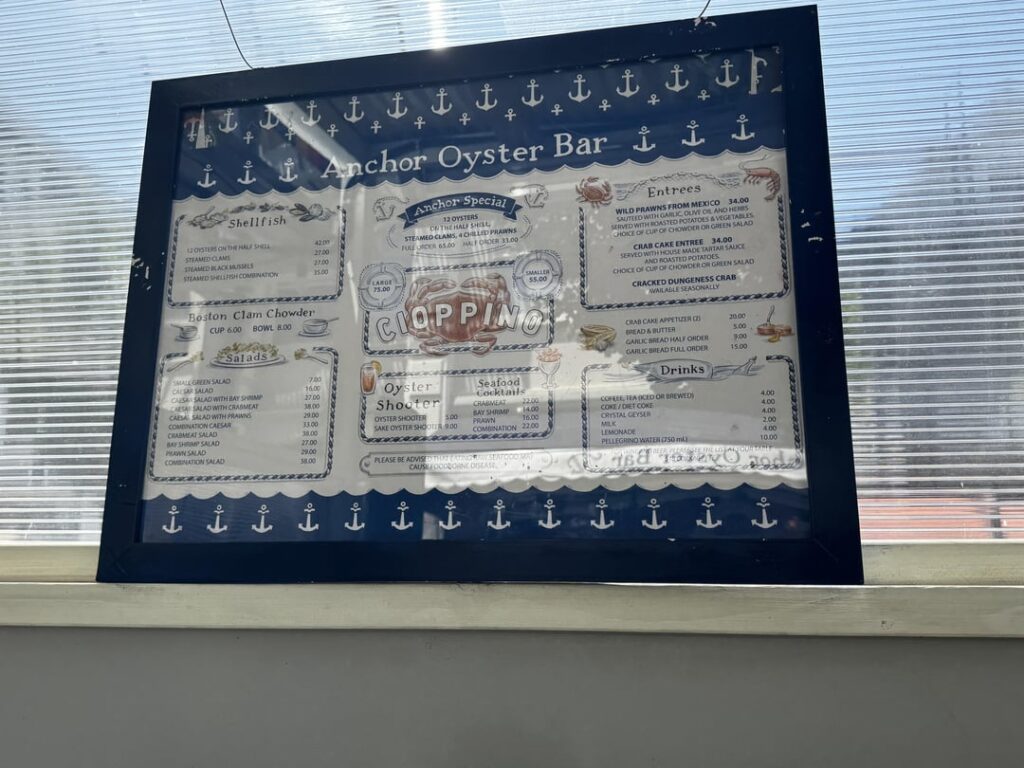 Anchor Oyster Bar
Shellfish
12 OYSTERS ON THE HALF SHELL 42.00
STEAMED CLAMS 27.00
STEAMED BLACK MUSSELS 27.00
STEAMED SHELLFISH COMBINATION 35.00
Boston Clam Chowder
CUP 6.00 BOWL 8.00
Salads
SMALL GREEN SALAD 7.00
CAESAR SALAD 16.00
CAESAR SALAD WITH BAY SHRIMP 27.00
CAESAR SALAD WITH CRABMEAT 38.00
CAESAR SALAD WITH PRAWNS 29.00
COMBINATION CAESAR 33.00
CRABMEAT SALAD 38.00
BAY SHRIMP SALAD 27.00
PRAWN SALAD 29.00
COMBINATION SALAD 38.00
Anchor Special
12 OYSTERS
ON THE HALF SHELL,
STEAMED CLAMS, 4 CHILLED PRAWNS
FULL ORDER 65.00 HALF ORDER 33.00
LARGE
75.00
SMALLER
55.00
CIOPPINO
Oyster
Shooter
OYSTER SHOOTER 5.00
SAKE OYSTER SHOOTER 9.00
Seafood
Cocktails
CRABMEAT 22.00
BAY SHRIMP 14.00
PRAWN 16.00
COMBINATION 22.00
PLEASE BE ADVISED THAT EATING RAW SEAFOOD MAY
CAUSE FOODBORNE DISEASE.
Entrees
WILD PRAWNS FROM MEXICO 34.00
SAUTEED WITH GARLIC, OLIVE OIL AND HERBS
SERVED WITH ROASTED POTATOES & VEGETABLES.
CHOICE OF CUP OF CHOWDER OR GREEN SALAD
CRAB CAKE ENTREE 34.00
SERVED WITH HOUSE MADE TARTAR SAUCE
AND ROASTED POTATOES.
CHOICE OF CUP OF CHOWDER OR GREEN SALAD
CRACKED DUNGENESS CRAB
AVAILABLE SEASONALLY
CRAB CAKE APPETIZER (2) 20.00
BREAD & BUTTER 5.00
GARLIC BREAD HALF ORDER 9.00
GARLIC BREAD FULL ORDER 15.00
Drinks
COFFEE, TEA (ICED OR BREWED) 4.00
COKE / DIET COKE 4.00
CRYSTAL GEYSER 4.00
MILK 2.00
LEMONADE 4.00
PELLEGRINO WATER (750 mL) 10.00